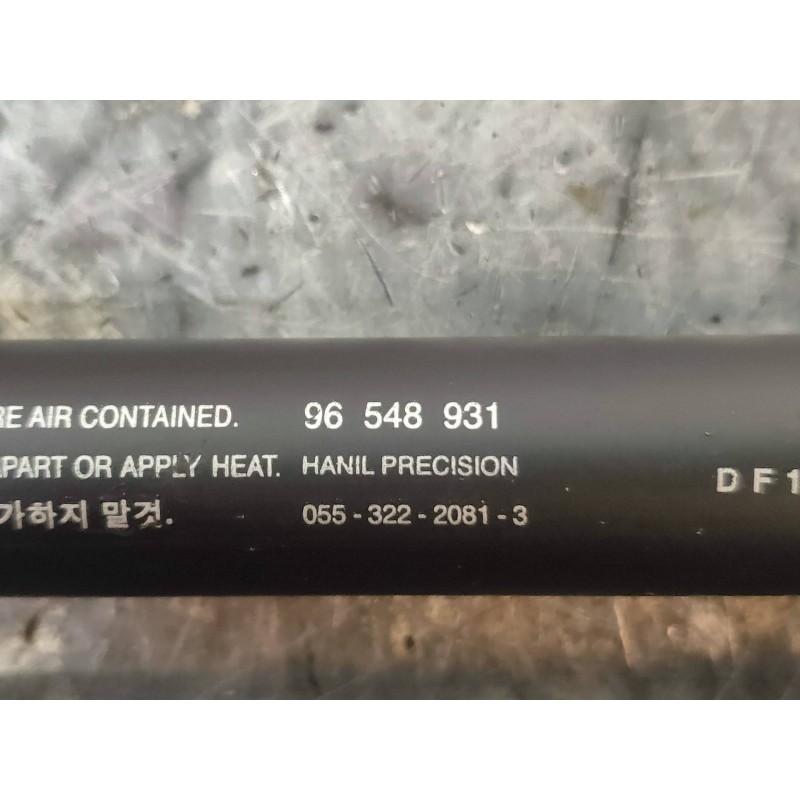 RE AIR CONTAINED. 96 548 931
APART OR APPLY HEAT. HANIL PRECISION
가하지 말것. 055 - 322 - 2081 - 3
D F 1